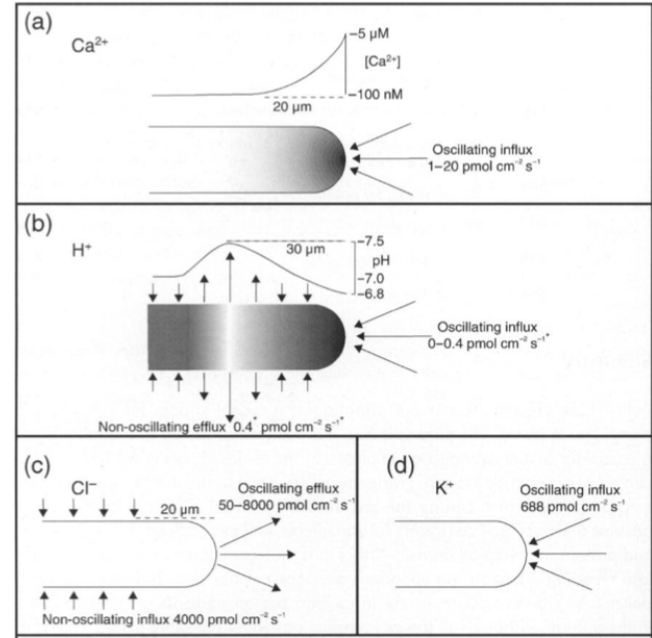 (a)
Ca²⁺
–5 µM
[Ca²⁺]
–100 nM
20 µm
Oscillating influx
1–20 pmol cm⁻² s⁻¹
(b)
H⁺
–7.5
30 µm
pH
–7.0
–6.8
Oscillating influx
0–0.4 pmol cm⁻² s⁻¹*
Non-oscillating efflux 0.4* pmol cm⁻² s⁻¹*
(c)
Cl⁻
20 µm
Oscillating efflux
50–8000 pmol cm⁻² s⁻¹
Non-oscillating influx 4000 pmol cm⁻² s⁻¹
(d)
K⁺
Oscillating influx
688 pmol cm⁻² s⁻¹